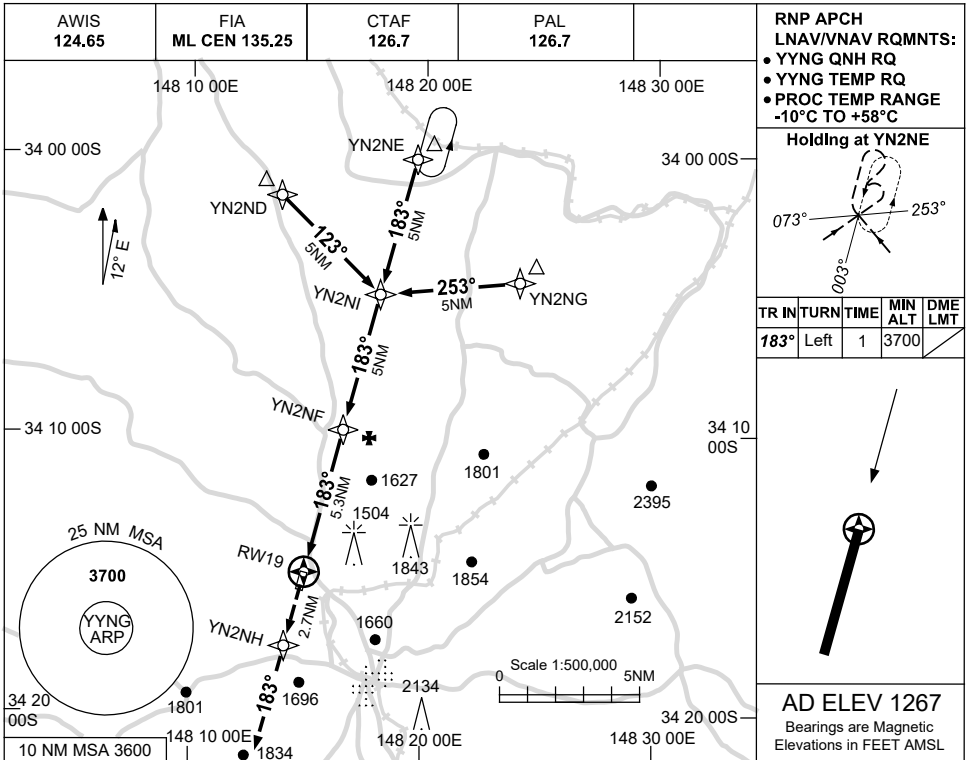 AWIS
124.65
FIA
ML CEN 135.25
CTAF
126.7
PAL
126.7
RNP APCH
LNAV/VNAV RQMNTS:
• YYNG QNH RQ
• YYNG TEMP RQ
• PROC TEMP RANGE
-10°C TO +58°C
148 10 00E
148 20 00E
148 30 00E
34 00 00S
34 00 00S
YN2NE
YN2ND
183°
5NM
123°
5NM
12° E
YN2NI
253°
5NM
YN2NG
183°
5NM
YN2NF
34 10 00S
34 10
00S
1801
1627
2395
183°
5.3NM
1504
1843
1854
RW19
25 NM MSA
3700
YYNG
ARP
2.7NM
YN2NH
1660
2152
Scale 1:500,000
0
5NM
183°
1696
2134
1801
34 20
00S
34 20 00S
148 10 00E
148 20 00E
148 30 00E
1834
10 NM MSA 3600
Holding at YN2NE
073°
253°
003°
TR IN
TURN
TIME
MIN
ALT
DME
LMT
183°
Left
1
3700
AD ELEV 1267
Bearings are Magnetic
Elevations in FEET AMSL